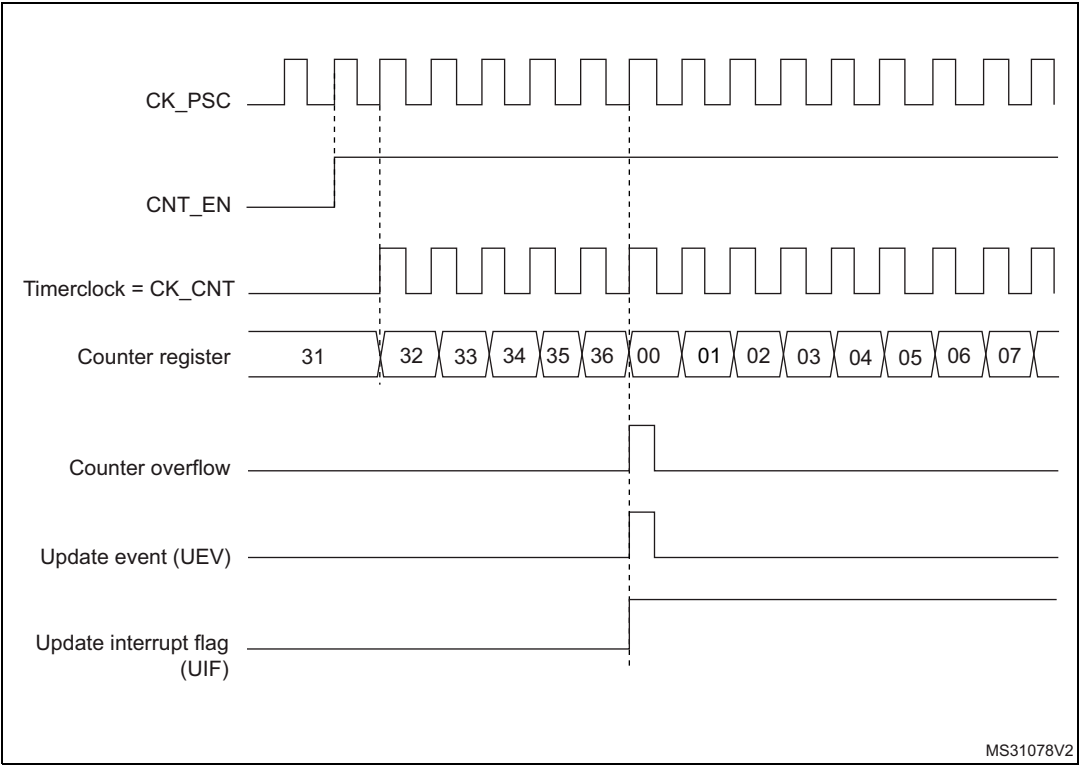 CK_PSC
CNT_EN
Timerclock = CK_CNT
Counter register
31 32 33 34 35 36 00 01 02 03 04 05 06 07
Counter overflow
Update event (UEV)
Update interrupt flag
(UIF)
MS31078V2